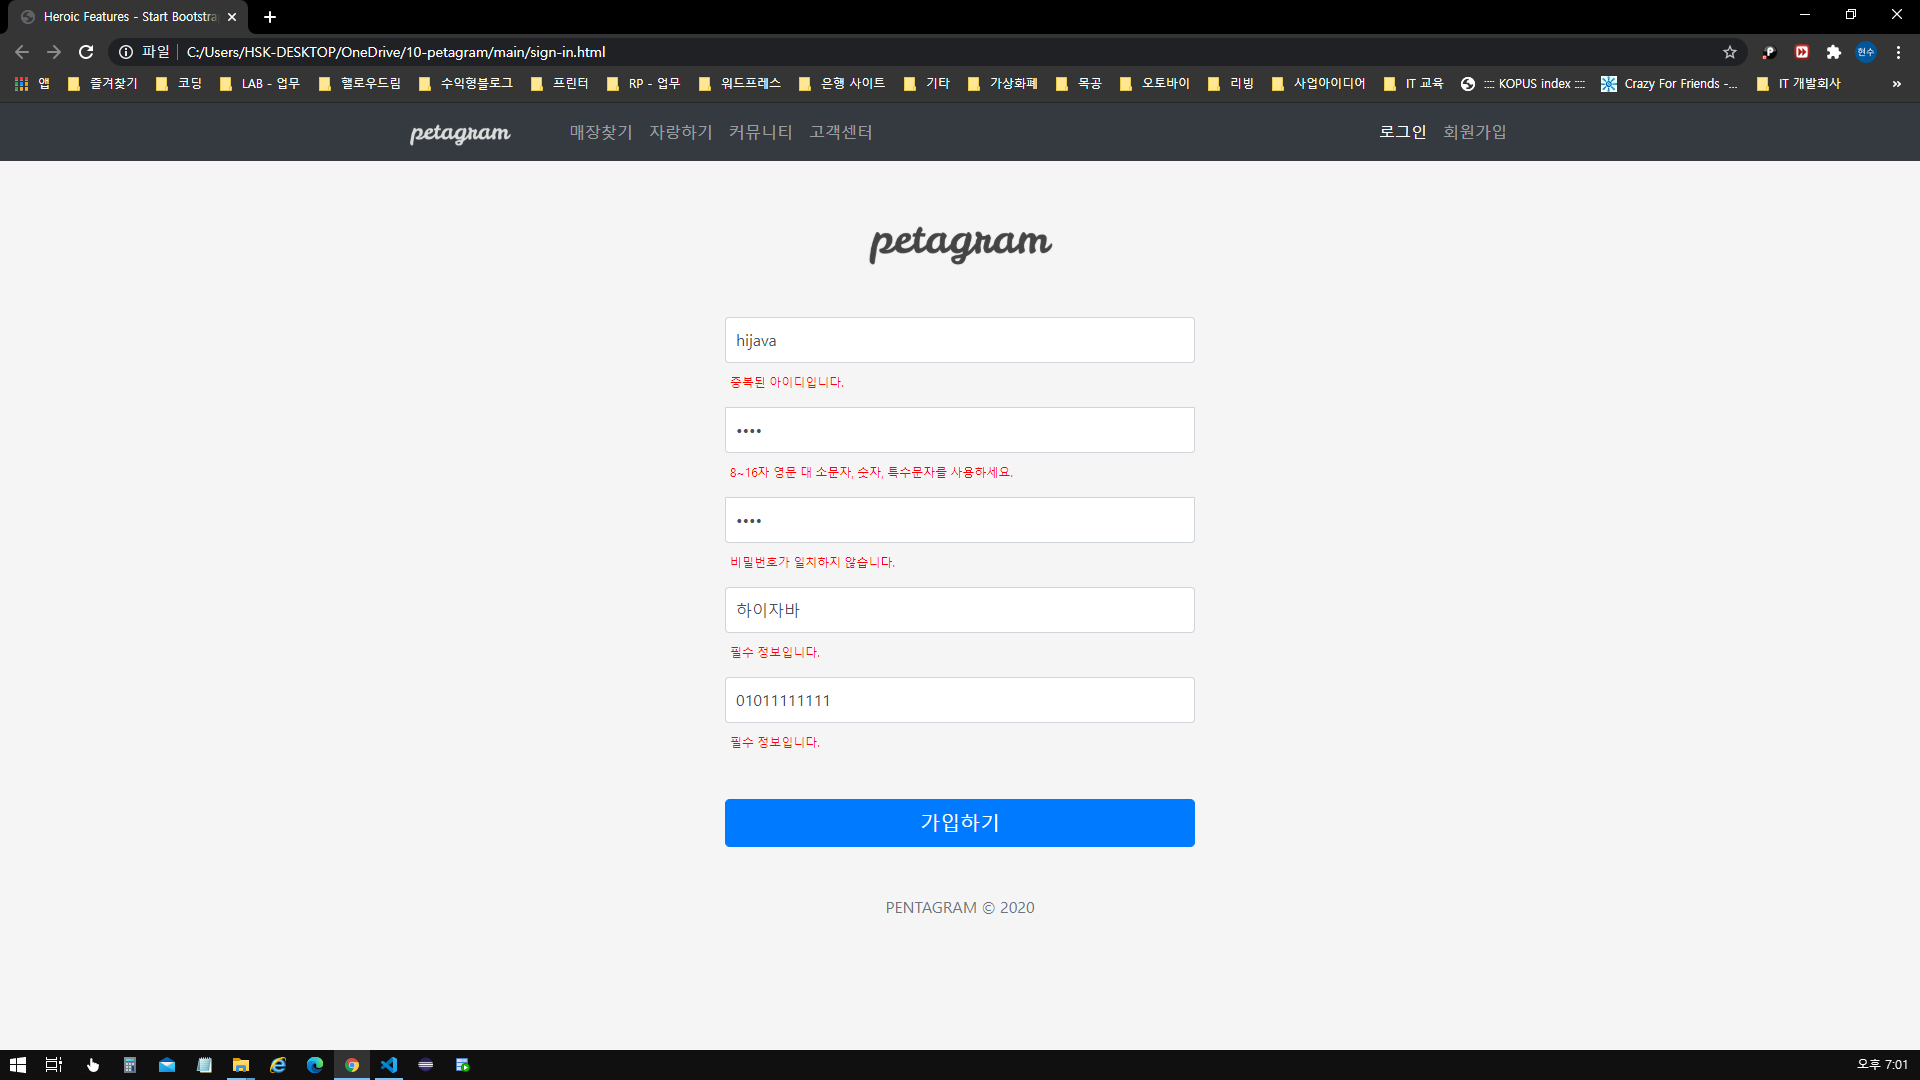 Heroic Features - Start Bootstra
파일 C:/Users/HSK-DESKTOP/OneDrive/10-petagram/main/sign-in.html 현수
앱 즐겨찾기 코딩 LAB - 업무 헬로우드림 수익형블로그 프린터 RP - 업무 워드프레스 은행 사이트 기타 가상화폐 목공 오토바이 리빙 사업아이디어 IT 교육 :::: KOPUS index :::: Crazy For Friends -... IT 개발회사 »
petagram 매장찾기 자랑하기 커뮤니티 고객센터 로그인 회원가입
petagram
hijava
중복된 아이디입니다.
••••
8~16자 영문 대 소문자, 숫자, 특수문자를 사용하세요.
••••
비밀번호가 일치하지 않습니다.
하이자바
필수 정보입니다.
01011111111
필수 정보입니다.
가입하기
PENTAGRAM © 2020
오후 7:01